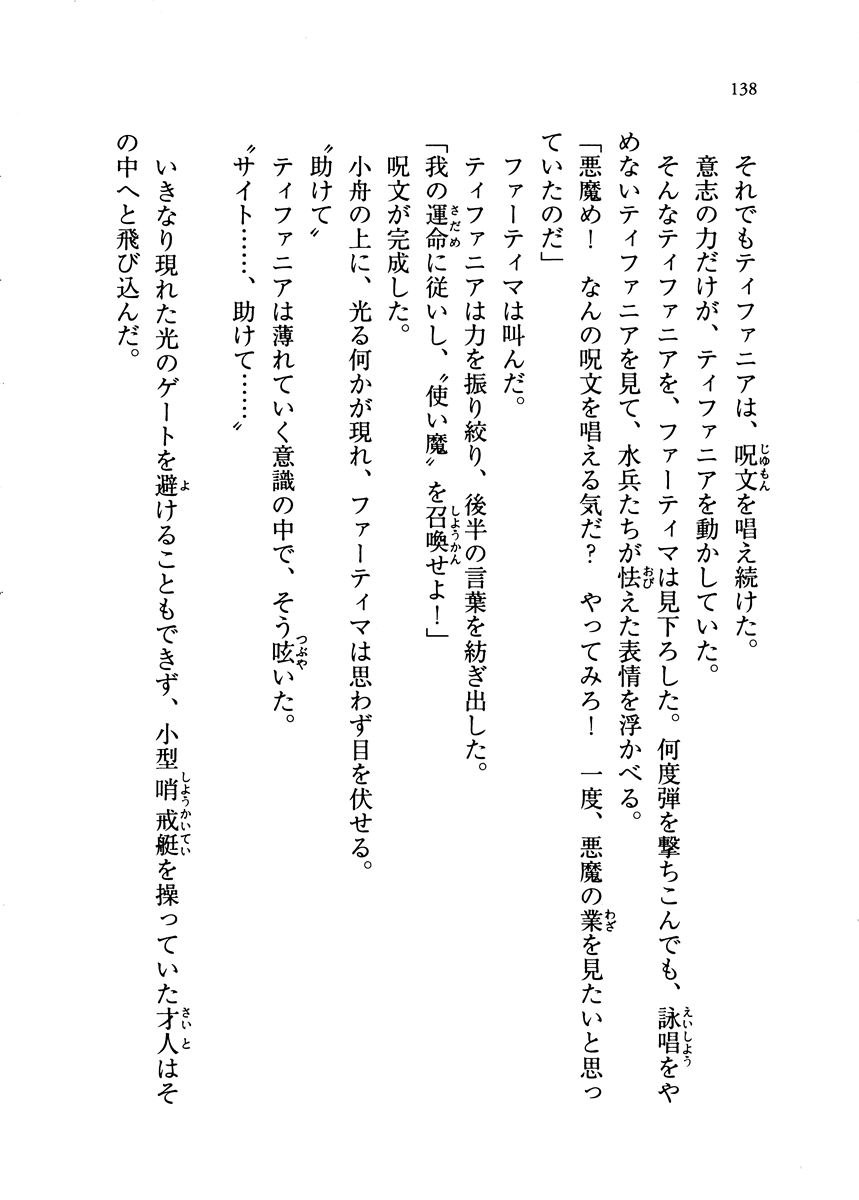 138
それでもティファニアは、呪文を唱え続けた。
意志の力だけが、ティファニアを動かしていた。
そんなティファニアを、ファーティマは見下ろした。何度弾を撃ちこんでも、詠唱をや
めないティファニアを見て、水兵たちが怯えた表情を浮かべる。
「悪魔め！　なんの呪文を唱える気だ？　やってみろ！　一度、悪魔の業を見たいと思っ
ていたのだ」
ファーティマは叫んだ。
ティファニアは力を振り絞り、後半の言葉を紡ぎ出した。
「我の運命に従いし、〝使い魔〟を召喚せよ！」
呪文が完成した。
小舟の上に、光る何かが現れ、ファーティマは思わず目を伏せる。
〝助けて〟
ティファニアは薄れていく意識の中で、そう呟いた。
〝サイト……、助けて……〟
いきなり現れた光のゲートを避けることもできず、小型哨戒艇を操っていた才人はそ
の中へと飛び込んだ。